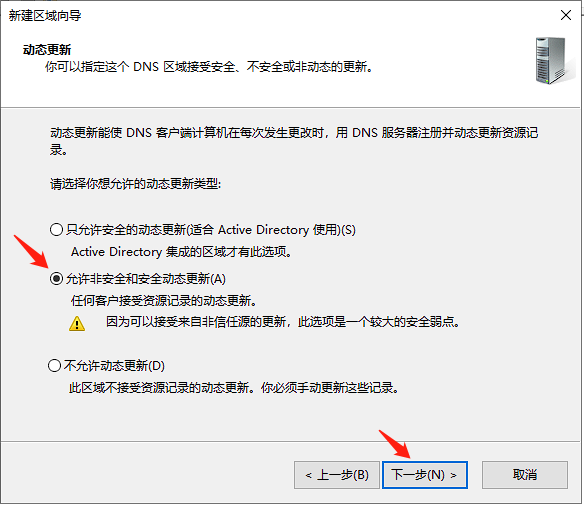 新建区域向导
动态更新
你可以指定这个 DNS 区域接受安全、不安全或非动态的更新。
动态更新能使 DNS 客户端计算机在每次发生更改时，用 DNS 服务器注册并动态更新资源记
录。
请选择你想允许的动态更新类型:
只允许安全的动态更新(适合 Active Directory 使用)(S)
Active Directory 集成的区域才有此选项。
允许非安全和安全动态更新(A)
任何客户接受资源记录的动态更新。
因为可以接受来自非信任源的更新，此选项是一个较大的安全弱点。
不允许动态更新(D)
此区域不接受资源记录的动态更新。你必须手动更新这些记录。
< 上一步(B) 下一步(N) > 取消